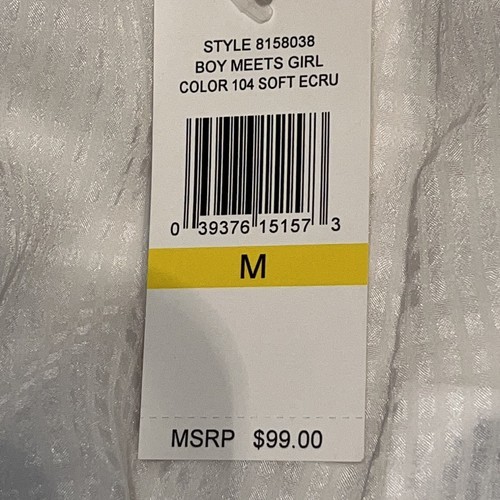 STYLE 8158038
BOY MEETS GIRL
COLOR 104 SOFT ECRU
0 39376 15157 3
M
MSRP $99.00